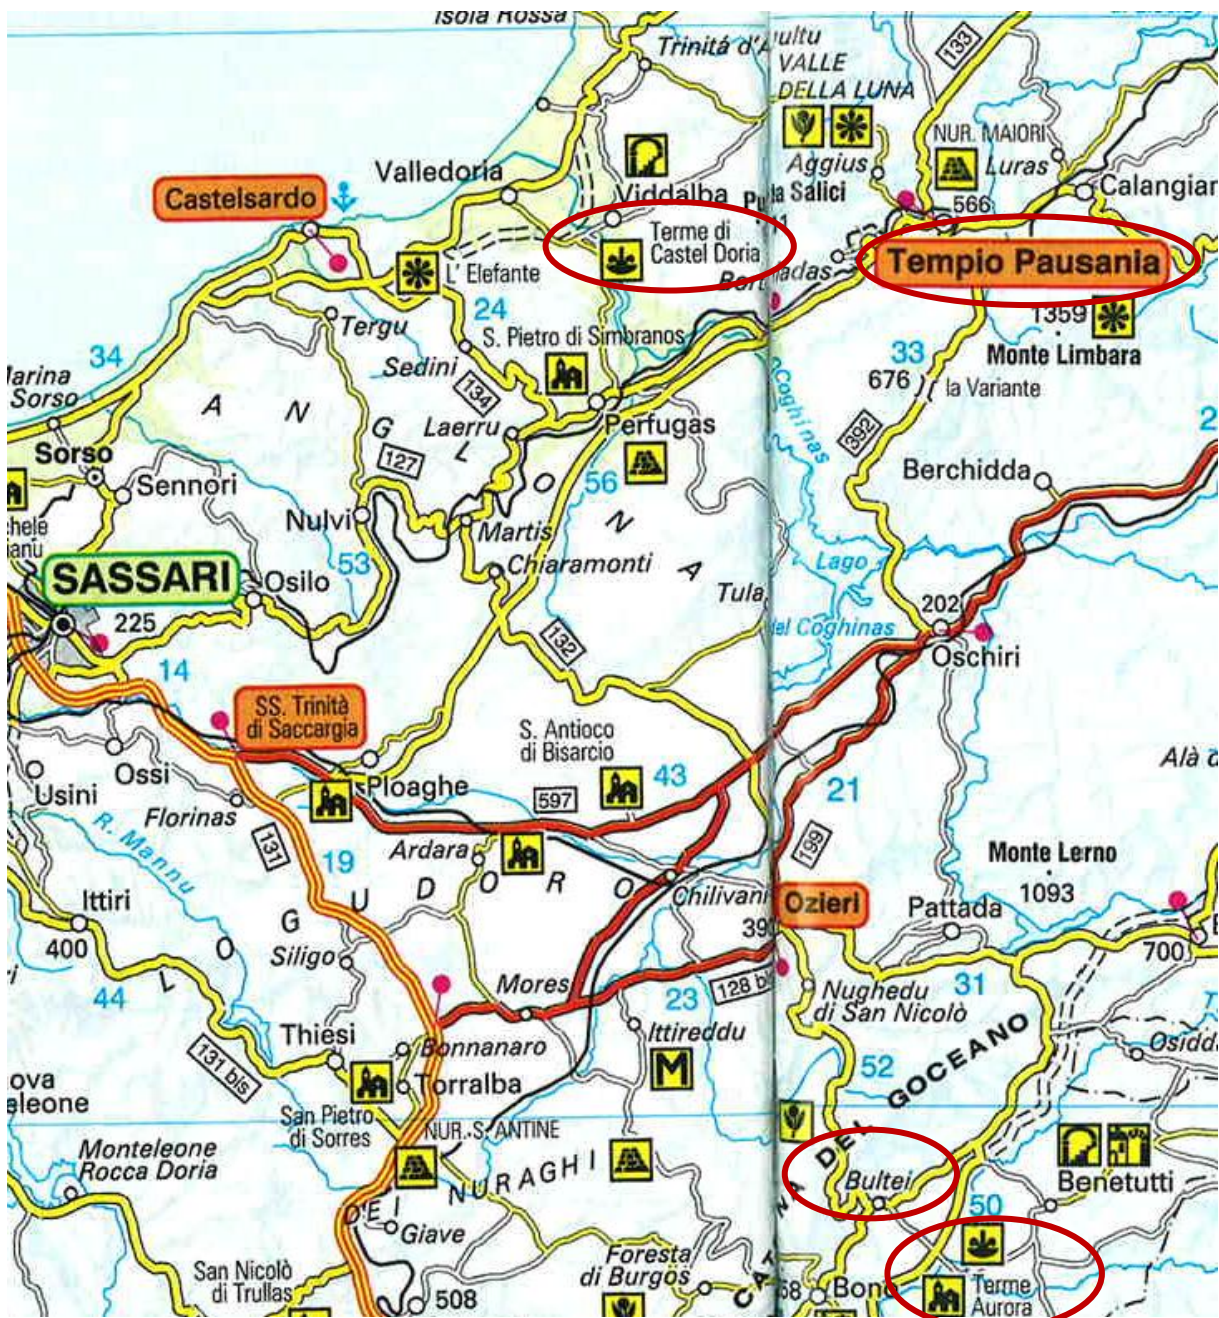 Isola Rossa
Trinitá d'A
ultu
VALLE
DELLA LUNA
133
NUR. MAIORI
Aggius
Luras
Valledoria
Castelsardo
Viddalba
la Salici
566
Calangian
Terme di
Castel Doria
L' Elefante
Tempio Pausania
24
Tergu
1359
S. Pietro di Simbranos
34
Sedini
33
Monte Limbara
676
la Variante
Marina
Sorso
134
Coghinas
A N G L O N A
Laerru
Perfugas
392
127
Sorso
Berchidda
Sennori
56
Nulvi
Martis
53
Chiaramonti
Lago
SASSARI
Osilo
Tula
del Coghinas
202
225
132
Oschiri
14
SS. Trinità
di Saccargia
S. Antioco
di Bisarcio
Ossi
43
Alà d
Ploaghe
Usini
597
21
Florinas
R. Mannu
131
19
Ardara
199
Monte Lerno
1093
L O G U D O R O
Chilivani
Ozieri
Ittiri
Pattada
390
400
Siligo
700
Mores
44
23
128 bis
31
Nughedu
di San Nicolò
Thiesi
Ittireddu
Bonnanaro
131 bis
52
Osidd
Torralba
M
GOCEANO
San Pietro
di Sorres
NUR. S. ANTINE
DEL
Monteleone
Rocca Doria
NURAGHI
Bultei
Benetutti
DEI
50
Giave
Foresta
di Burgos
San Nicolò
di Trullas
508
Bono
Terme
Aurora